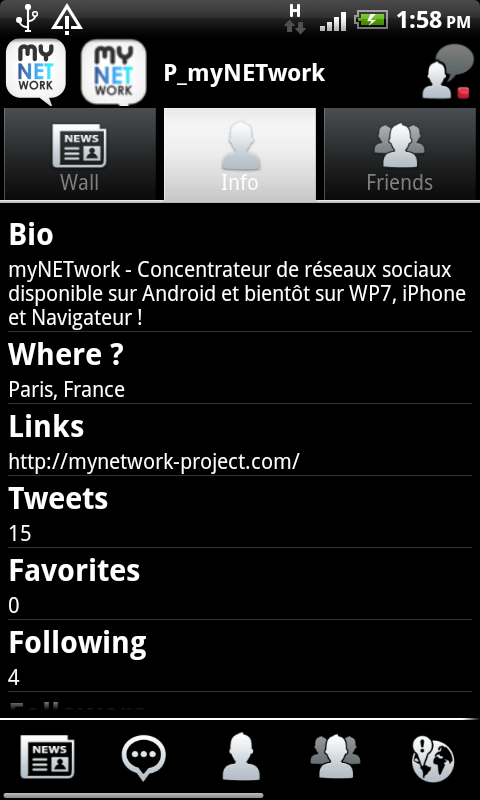 H
1:58 PM
my
NET
WORK
my
NET
WORK
P_myNETwork
NEWS
Wall
Info
Friends
Bio
myNETwork - Concentrateur de réseaux sociaux
disponible sur Android et bientôt sur WP7, iPhone
et Navigateur !
Where ?
Paris, France
Links
http://mynetwork-project.com/
Tweets
15
Favorites
0
Following
4
NEWS